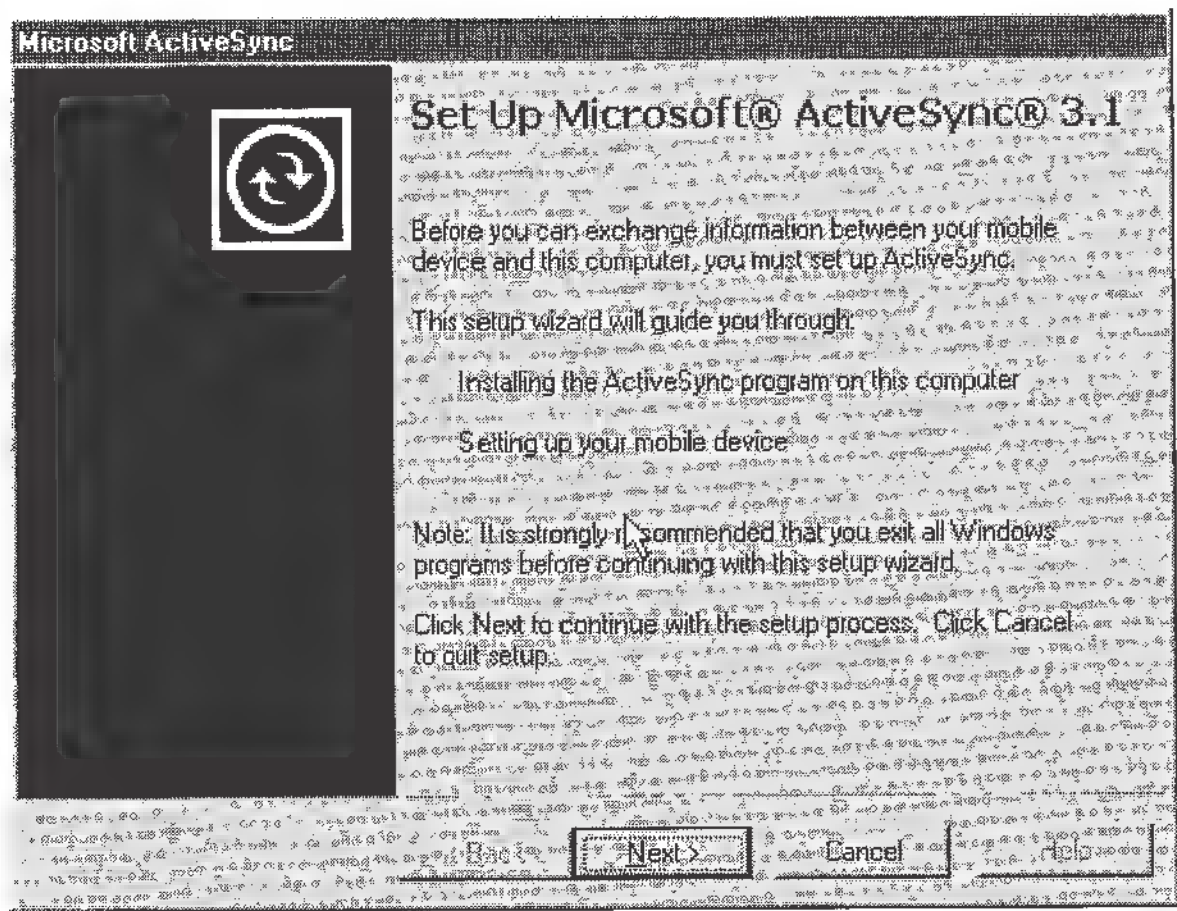 Microsoft ActiveSync
Set Up Microsoft® ActiveSync® 3.1
Before you can exchange information between your mobile
device and this computer, you must set up ActiveSync.
This setup wizard will guide you through:
Installing the ActiveSync program on this computer
Setting up your mobile device
Note: It is strongly recommended that you exit all Windows
programs before continuing with this setup wizard.
Click Next to continue with the setup process. Click Cancel
to quit setup.
Back Next > Cancel Help